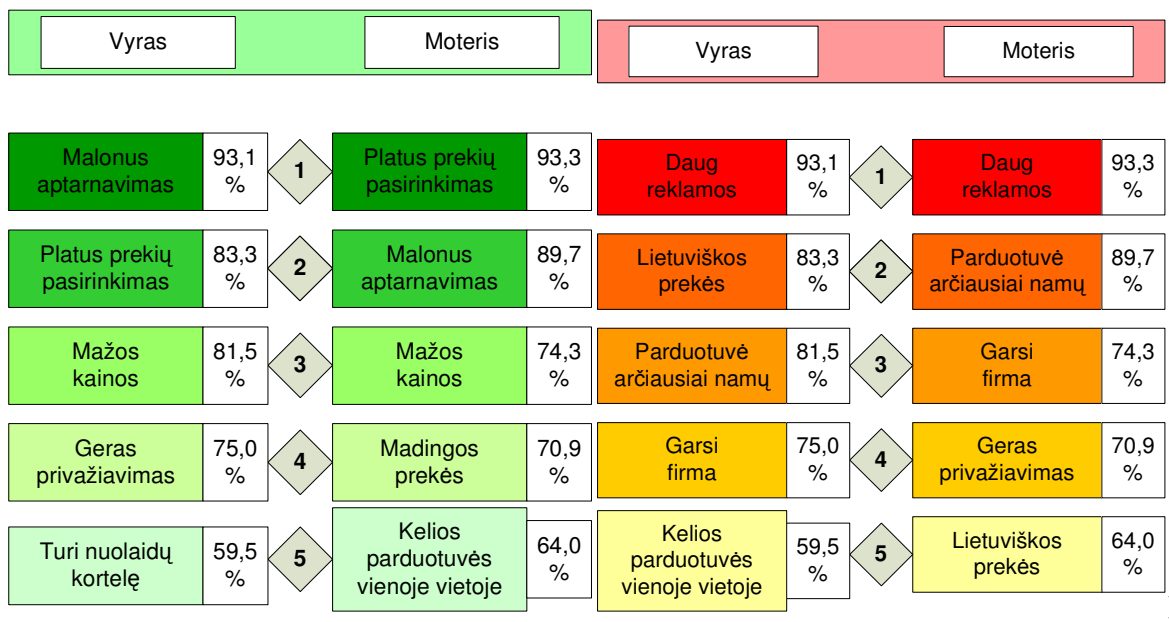 Vyras
Moteris
Vyras
Moteris
Malonus
aptarnavimas
93,1
%
1
Platus prekių
pasirinkimas
93,3
%
Daug
reklamos
93,1
%
1
Daug
reklamos
93,3
%
Platus prekių
pasirinkimas
83,3
%
2
Malonus
aptarnavimas
89,7
%
Lietuviškos
prekės
83,3
%
2
Parduotuvė
arčiausiai namų
89,7
%
Mažos
kainos
81,5
%
3
Mažos
kainos
74,3
%
Parduotuvė
arčiausiai namų
81,5
%
3
Garsi
firma
74,3
%
Geras
privažiavimas
75,0
%
4
Madingos
prekės
70,9
%
Garsi
firma
75,0
%
4
Geras
privažiavimas
70,9
%
Turi nuolaidų
kortelę
59,5
%
5
Kelios
parduotuvės
vienoje vietoje
64,0
%
Kelios
parduotuvės
vienoje vietoje
59,5
%
5
Lietuviškos
prekės
64,0
%